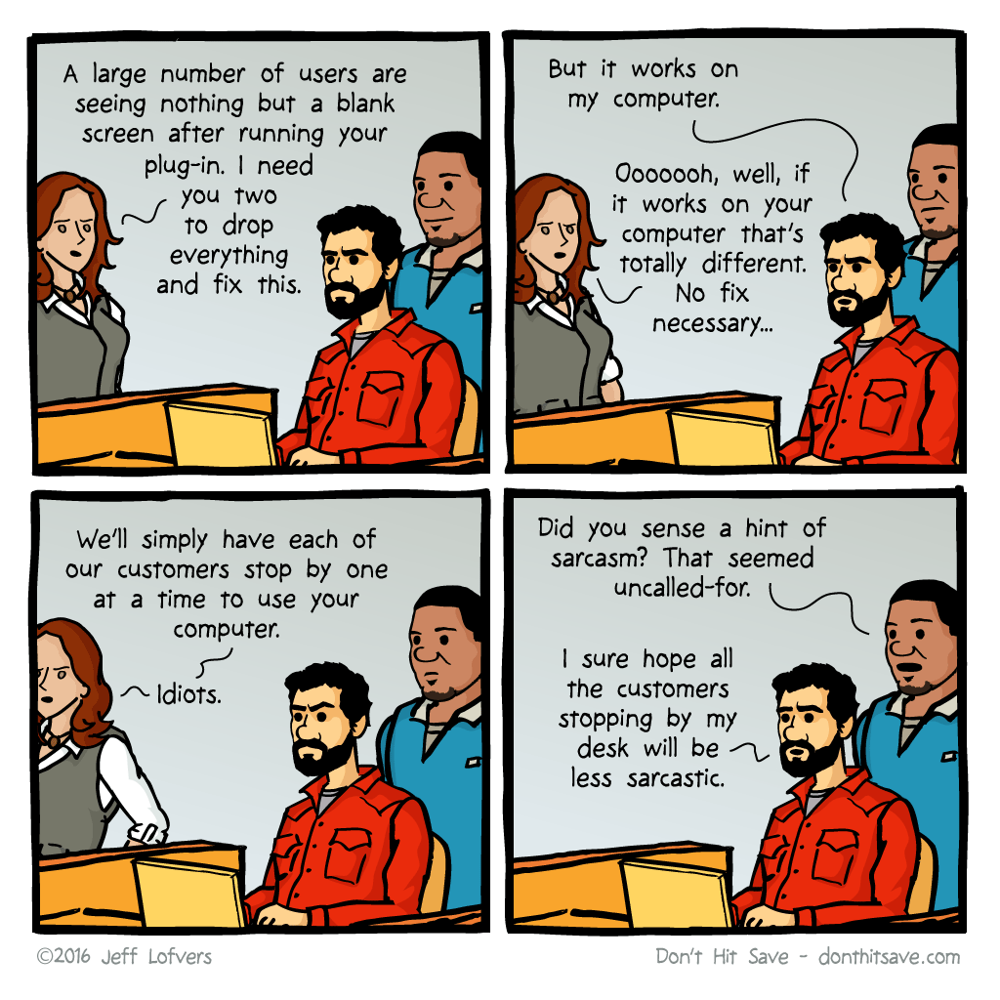 A large number of users are
seeing nothing but a blank
screen after running your
plug-in. I need
you two
to drop
everything
and fix this.
But it works on
my computer.
Ooooooh, well, if
it works on your
computer that's
totally different.
No fix
necessary...
We'll simply have each of
our customers stop by one
at a time to use your
computer.
Idiots.
Did you sense a hint of
sarcasm? That seemed
uncalled-for.
I sure hope all
the customers
stopping by my
desk will be
less sarcastic.
©2016 Jeff Lofvers
Don't Hit Save - donthitsave.com